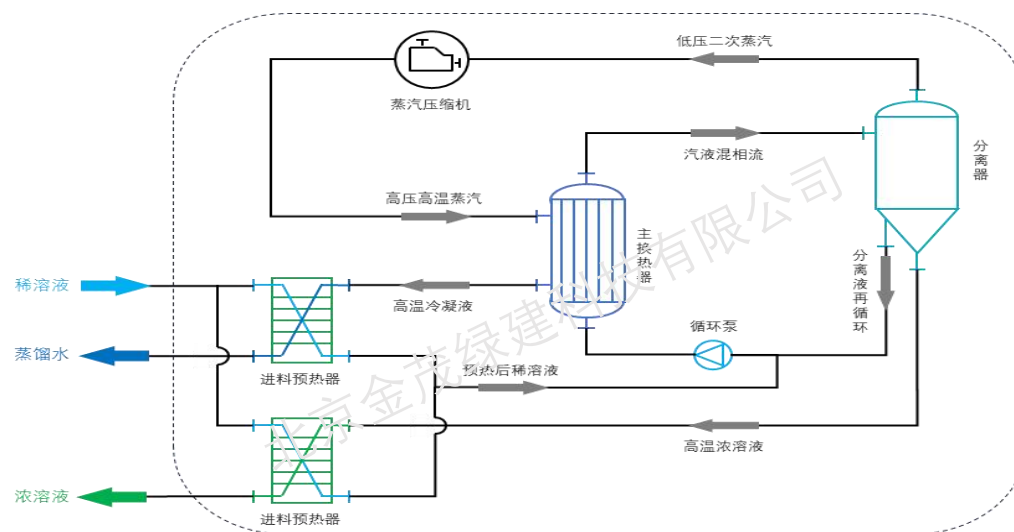 低压二次蒸汽
蒸汽压缩机
汽液混相流
分离器
高压高温蒸汽
主换热器
稀溶液
高温冷凝液
分离液再循环
循环泵
蒸馏水
进料预热器
预热后稀溶液
高温浓溶液
浓溶液
进料预热器
北京金茂绿建科技有限公司